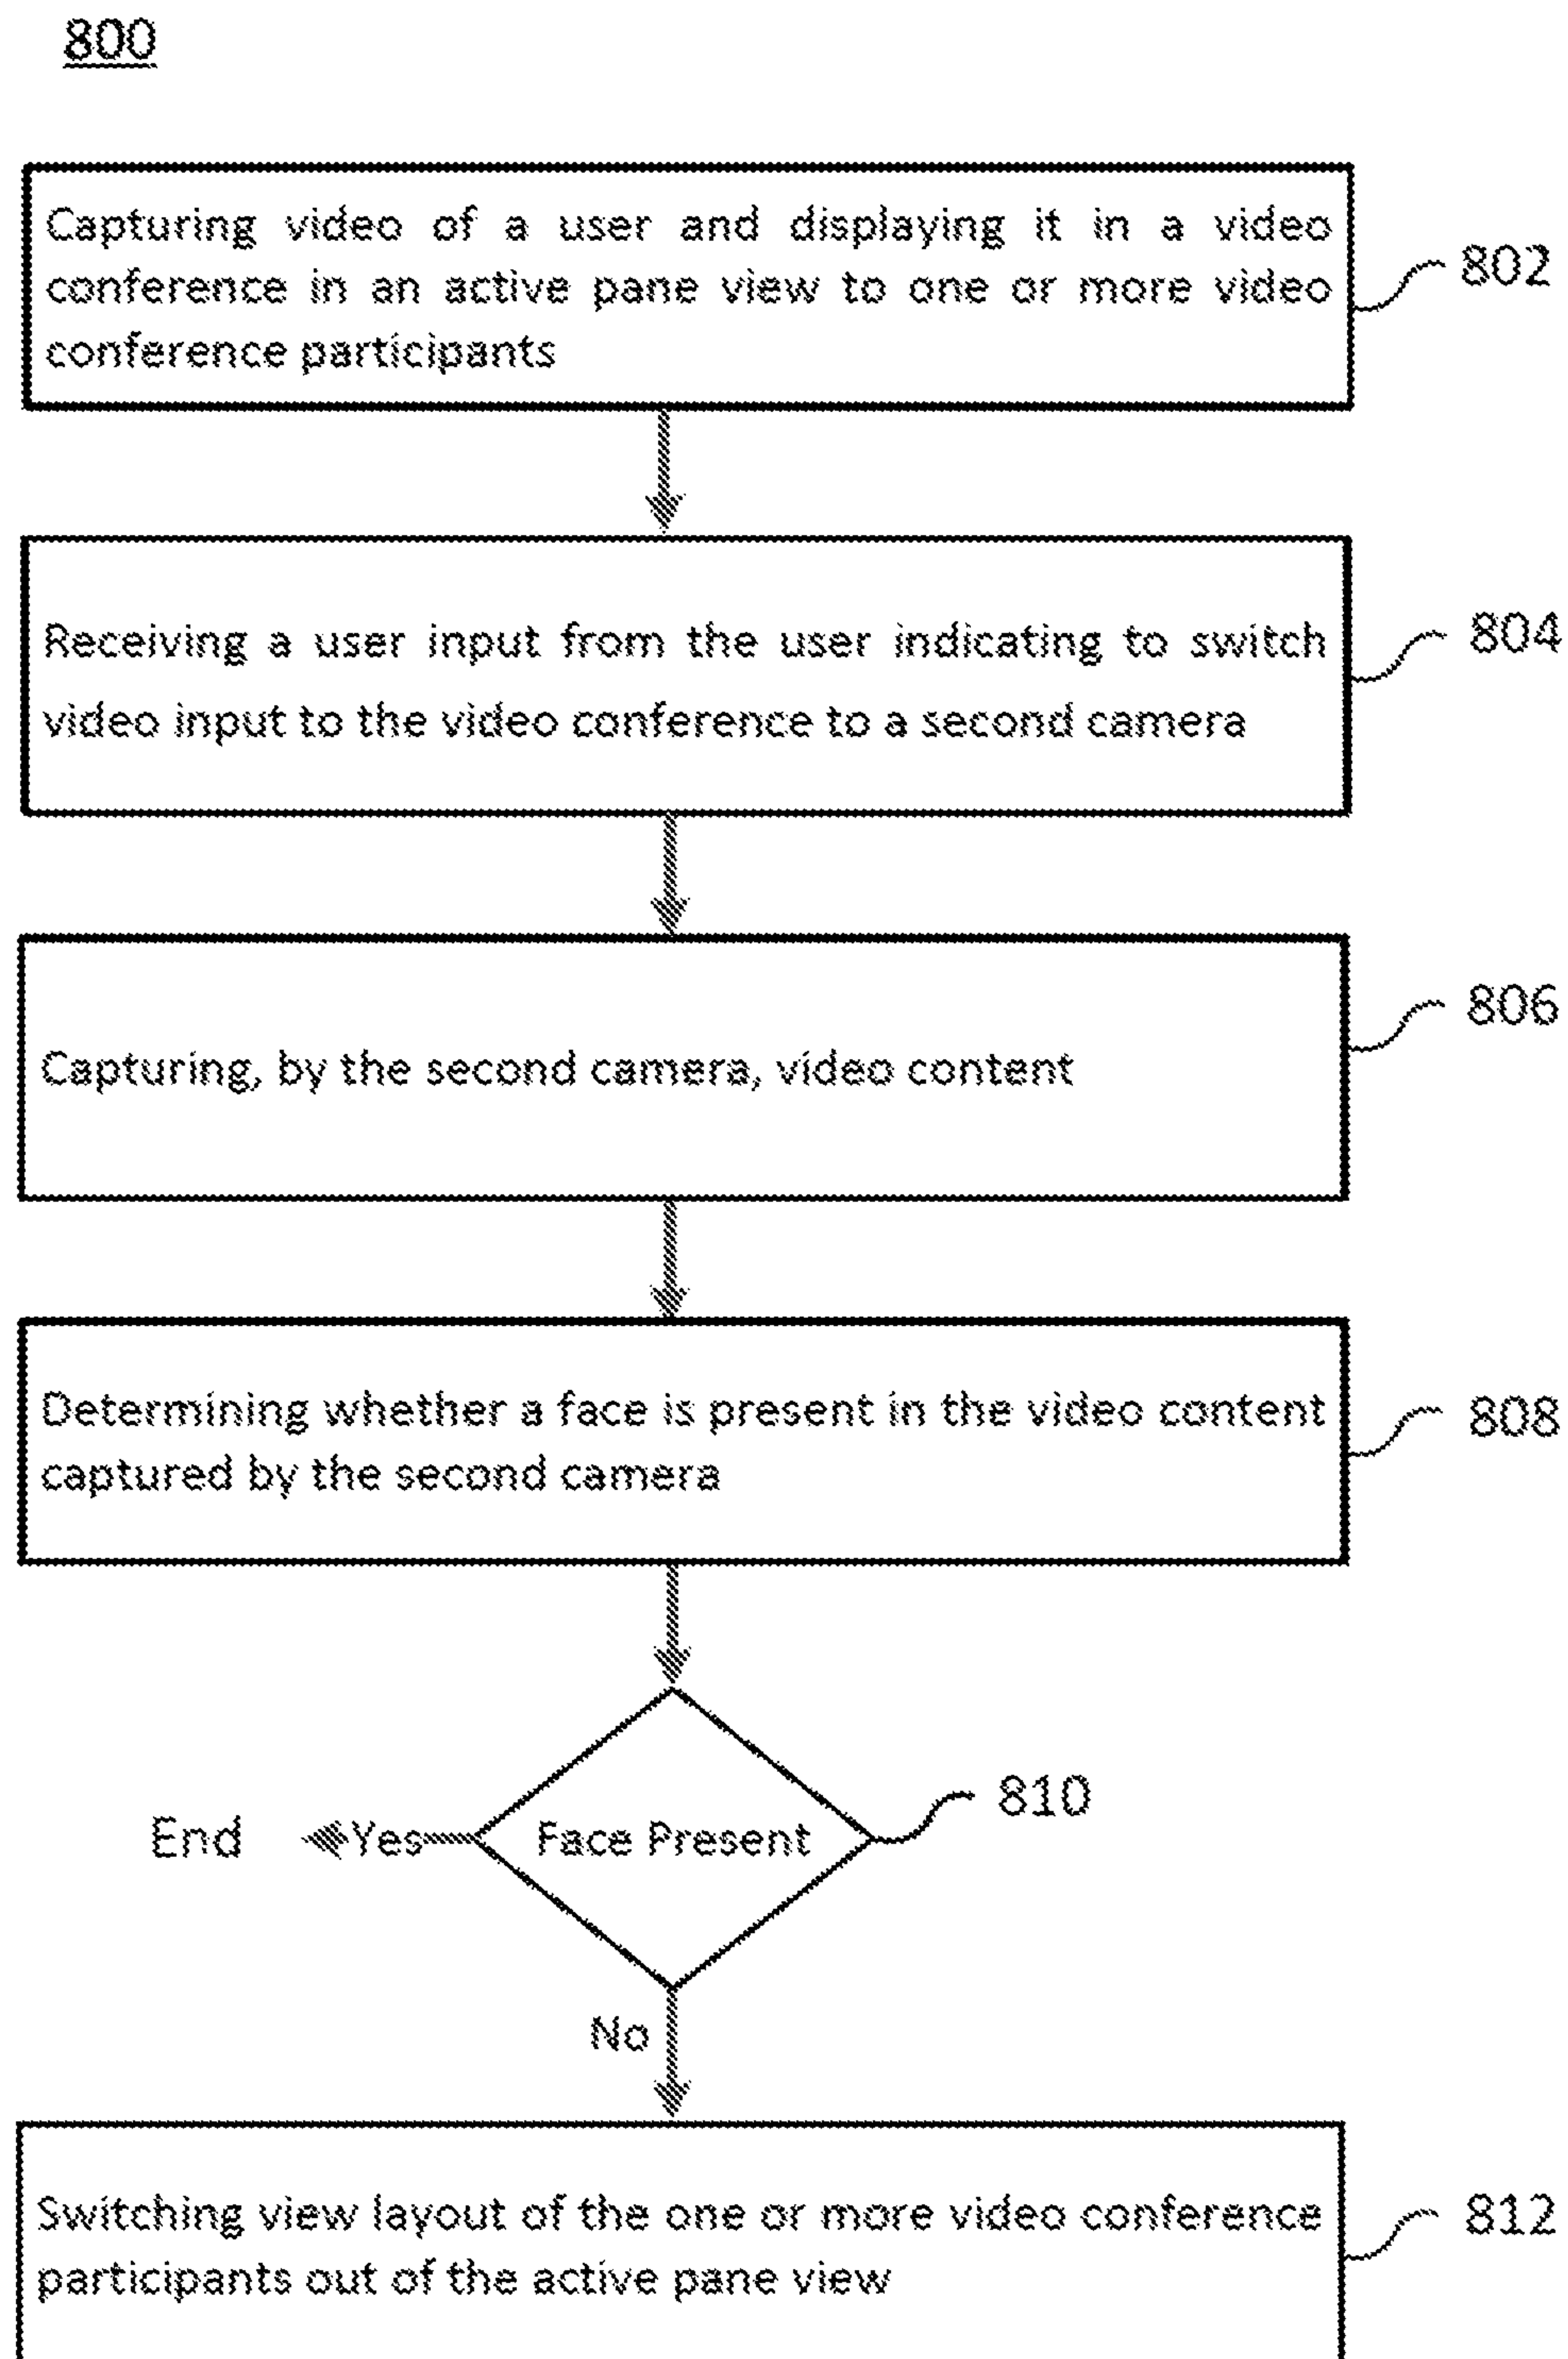 800
Capturing video of a user and displaying it in a video
conference in an active pane view to one or more video
conference participants
802
Receiving a user input from the user indicating to switch
video input to the video conference to a second camera
804
Capturing, by the second camera, video content
806
Determining whether a face is present in the video content
captured by the second camera
808
Face Present
810
Yes
End
No
Switching view layout of the one or more video conference
participants out of the active pane view
812